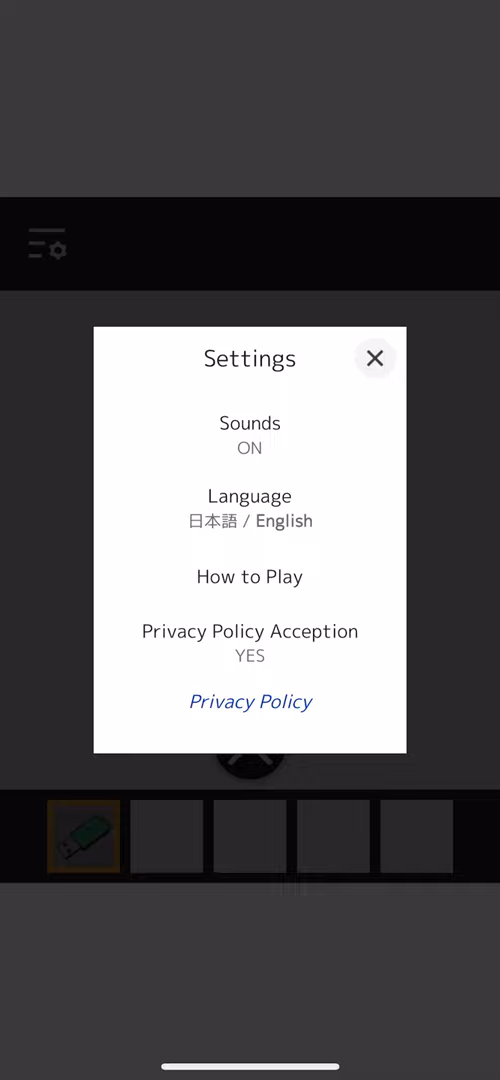 Settings
Sounds
ON
Language
日本語 / English
How to Play
Privacy Policy Acception
YES
Privacy Policy